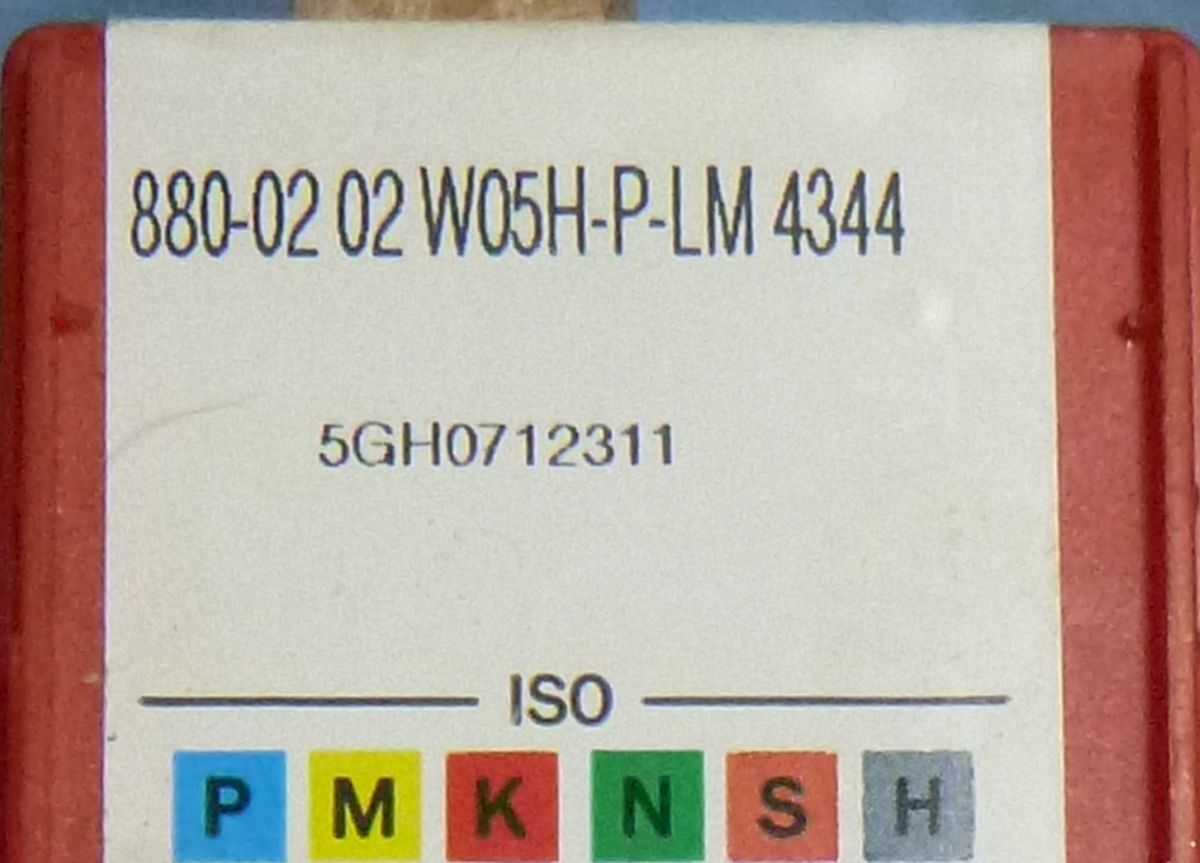 880-02 02 W05H-P-LM 4344
5GH0712311
ISO
P M K N S H